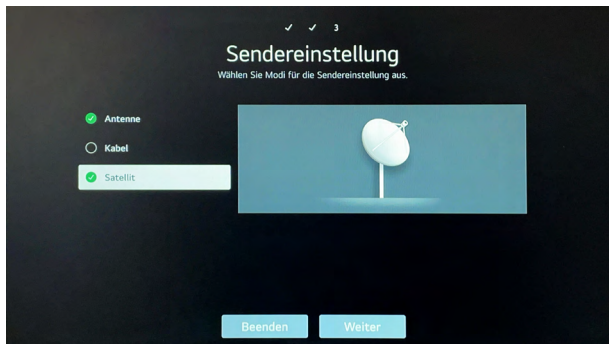 3
Sendereinstellung
Wählen Sie Modi für die Sendereinstellung aus.
Antenne
Kabel
Satellit
Beenden
Weiter